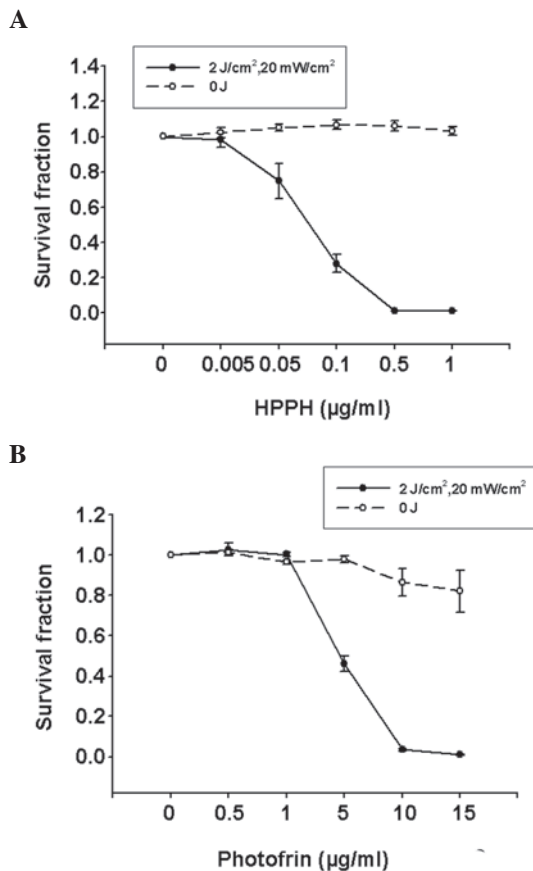 A
2 J/cm²,20 mW/cm²
0 J
1.4
1.2
1.0
0.8
0.6
0.4
0.2
0.0
Survival fraction
0 0.005 0.05 0.1 0.5 1
HPPH (µg/ml)
B
2 J/cm²,20 mW/cm²
0 J
1.2
1.0
0.8
0.6
0.4
0.2
0.0
Survival fraction
0 0.5 1 5 10 15
Photofrin (µg/ml)